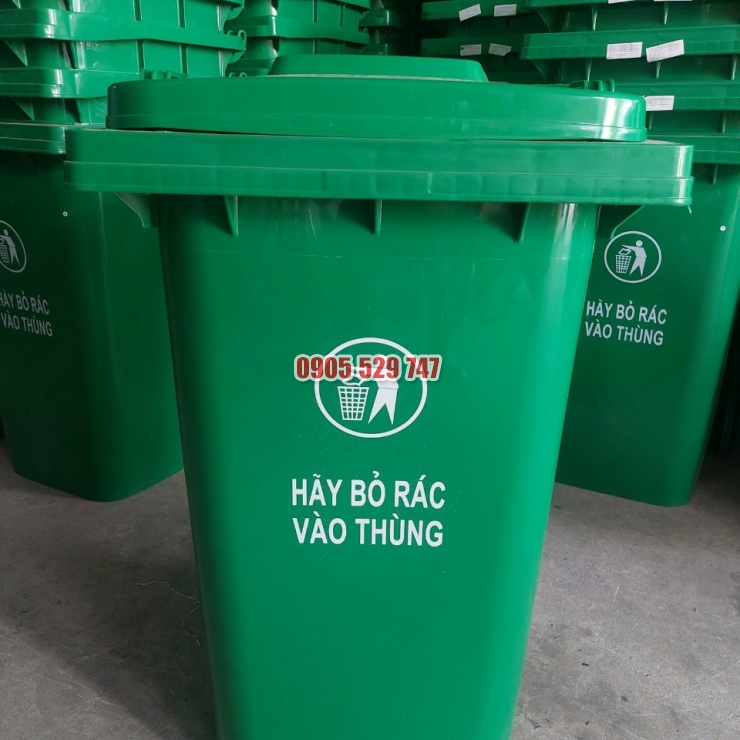 0905 529 747
HÃY BỎ RÁC
VÀO THÙNG
HÃY BỎ RÁC
VÀO THÙNG
HÃY BỎ RÁC
VÀO THÙNG